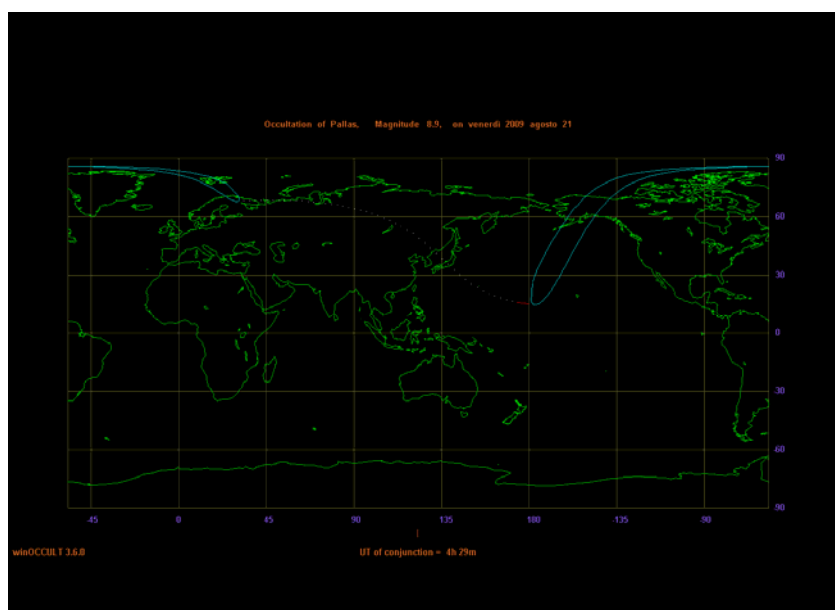 Occultation of Pallas, Magnitude 8.9, on venerdì 2009 agosto 21
90
60
30
0
30
60
90
-45 0 45 90 135 180 -135 -90
winOCCULT 3.6.0 UT of conjunction = 4h 29m